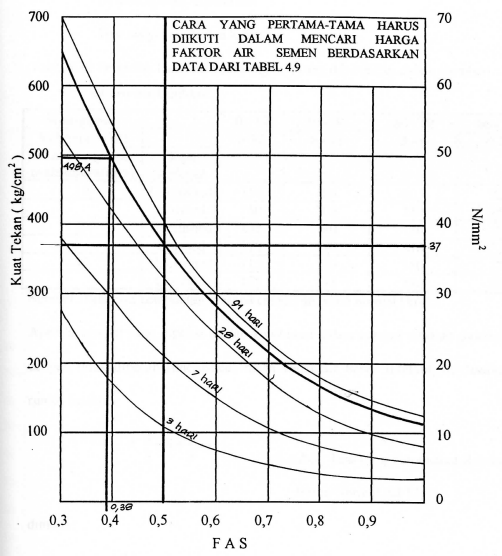 CARA YANG PERTAMA-TAMA HARUS
DIIKUTI DALAM MENCARI HARGA
FAKTOR AIR SEMEN BERDASARKAN
DATA DARI TABEL 4.9
700
600
500
400
300
200
100
Kuat Tekan ( kg/cm²)
70
60
50
40
37
30
20
10
0
N/mm²
91 hari
28 hari
7 hari
3 hari
0,38
0,3 0,4 0,5 0,6 0,7 0,8 0,9
F A S